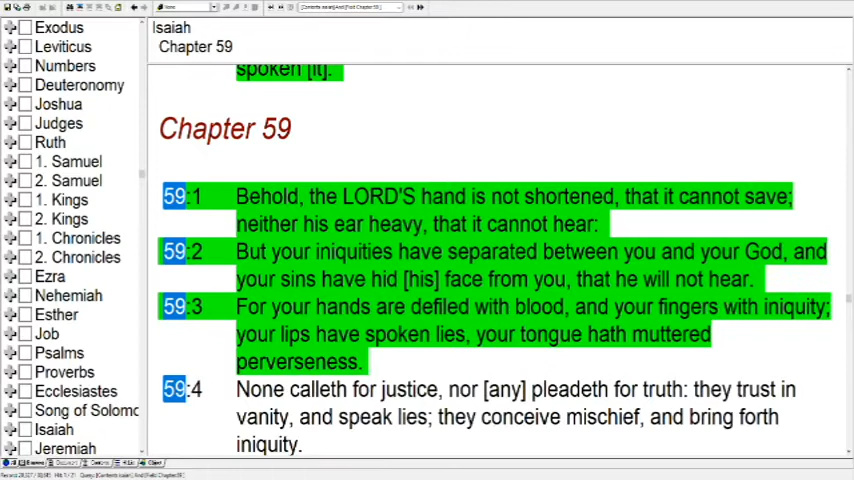 None
[Contents Isaiah] And [Field Chapter:59]
Exodus
Leviticus
Numbers
Deuteronomy
Joshua
Judges
Ruth
1. Samuel
2. Samuel
1. Kings
2. Kings
1. Chronicles
2. Chronicles
Ezra
Nehemiah
Esther
Job
Psalms
Proverbs
Ecclesiastes
Song of Solomo
Isaiah
Jeremiah
Isaiah
Chapter 59
spoken [it].
Chapter 59
59:1 Behold, the LORD'S hand is not shortened, that it cannot save;
neither his ear heavy, that it cannot hear:
59:2 But your iniquities have separated between you and your God, and
your sins have hid [his] face from you, that he will not hear.
59:3 For your hands are defiled with blood, and your fingers with iniquity;
your lips have spoken lies, your tongue hath muttered
perverseness.
59:4 None calleth for justice, nor [any] pleadeth for truth: they trust in
vanity, and speak lies; they conceive mischief, and bring forth
iniquity.